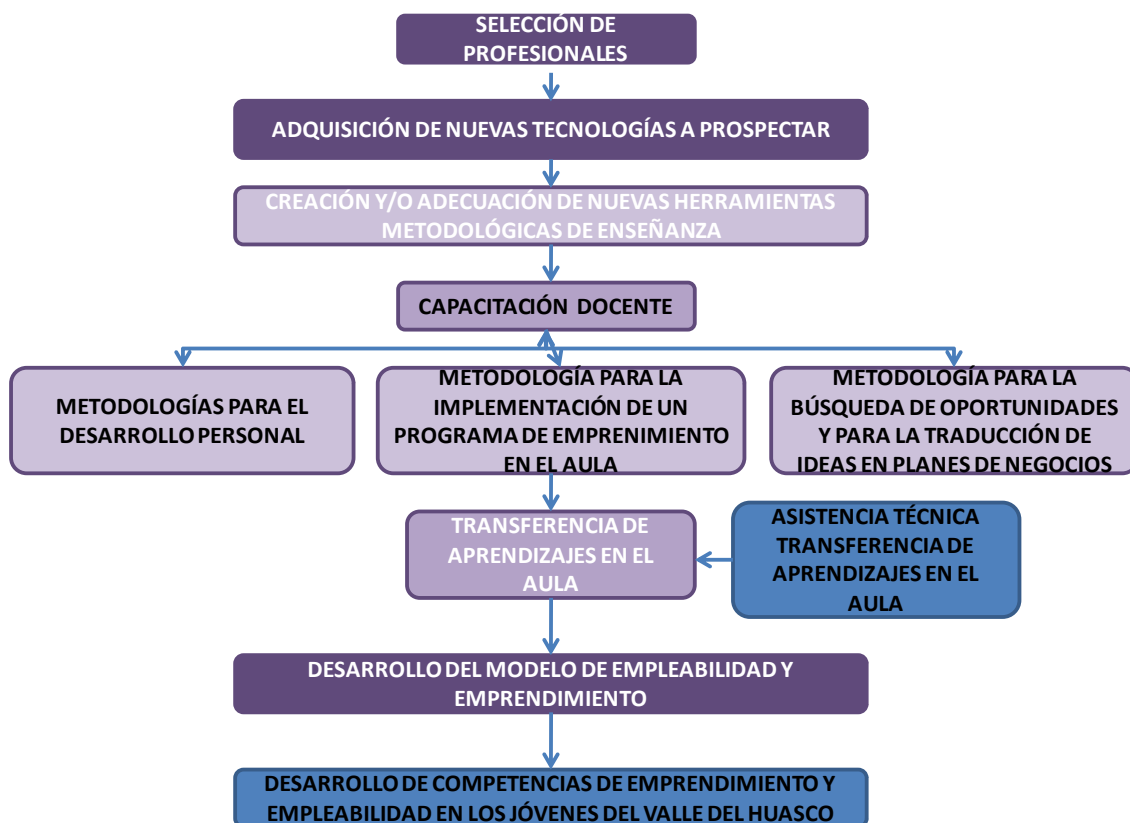 SELECCIÓN DE
PROFESIONALES
ADQUISICIÓN DE NUEVAS TECNOLOGÍAS A PROSPECTAR
CREACIÓN Y/O ADECUACIÓN DE NUEVAS HERRAMIENTAS
METODOLÓGICAS DE ENSEÑANZA
CAPACITACIÓN DOCENTE
METODOLOGÍAS PARA EL
DESARROLLO PERSONAL
METODOLOGÍA PARA LA
IMPLEMENTACIÓN DE UN
PROGRAMA DE EMPRENIMIENTO
EN EL AULA
METODOLOGÍA PARA LA
BÚSQUEDA DE OPORTUNIDADES
Y PARA LA TRADUCCIÓN DE
IDEAS EN PLANES DE NEGOCIOS
TRANSFERENCIA DE
APRENDIZAJES EN EL
AULA
ASISTENCIA TÉCNICA
TRANSFERENCIA DE
APRENDIZAJES EN EL
AULA
DESARROLLO DEL MODELO DE EMPLEABILIDAD Y
EMPRENDIMIENTO
DESARROLLO DE COMPETENCIAS DE EMPRENDIMIENTO Y
EMPLEABILIDAD EN LOS JÓVENES DEL VALLE DEL HUASCO